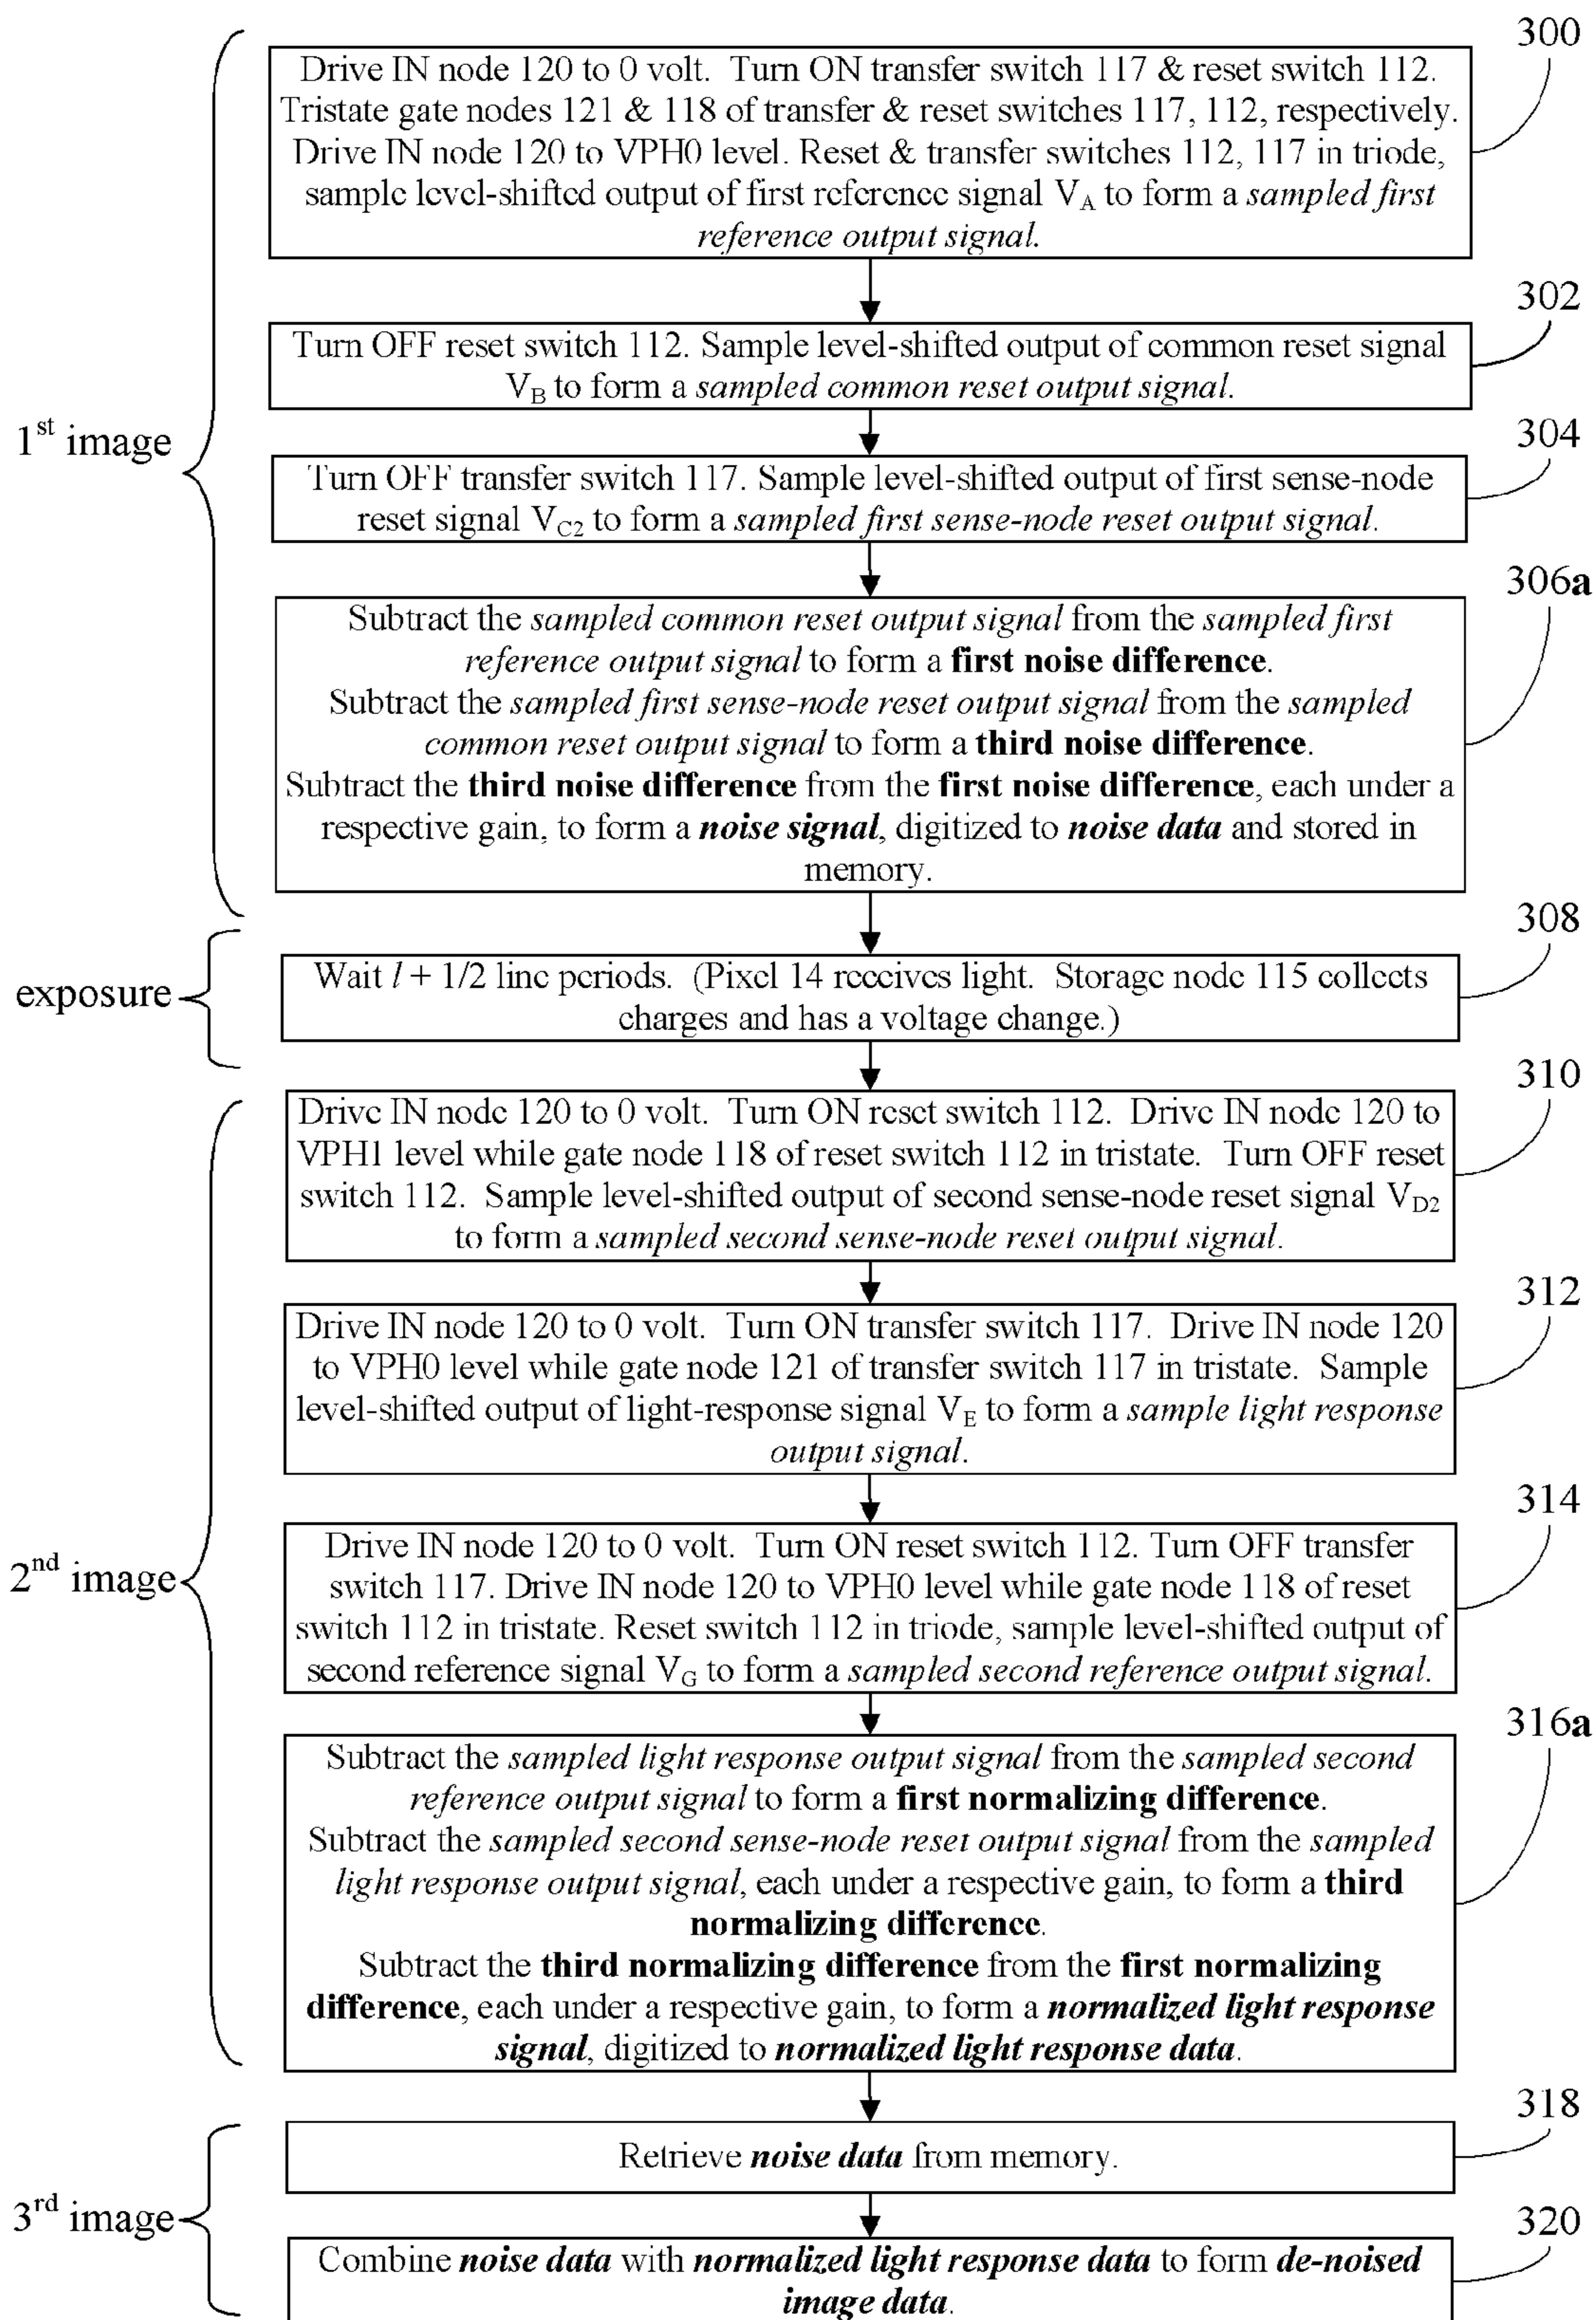 300
Drive IN node 120 to 0 volt. Turn ON transfer switch 117 & reset switch 112.
Tristate gate nodes 121 & 118 of transfer & reset switches 117, 112, respectively.
Drive IN node 120 to VPH0 level. Reset & transfer switches 112, 117 in triode,
sample level-shifted output of first reference signal V_A to form a sampled first
reference output signal.
302
Turn OFF reset switch 112. Sample level-shifted output of common reset signal
V_B to form a sampled common reset output signal.
1st image
304
Turn OFF transfer switch 117. Sample level-shifted output of first sense-node
reset signal V_C2 to form a sampled first sense-node reset output signal.
306a
Subtract the sampled common reset output signal from the sampled first
reference output signal to form a first noise difference.
Subtract the sampled first sense-node reset output signal from the sampled
common reset output signal to form a third noise difference.
Subtract the third noise difference from the first noise difference, each under a
respective gain, to form a noise signal, digitized to noise data and stored in
memory.
308
exposure
Wait l + 1/2 line periods. (Pixel 14 receives light. Storage node 115 collects
charges and has a voltage change.)
310
Drive IN node 120 to 0 volt. Turn ON reset switch 112. Drive IN node 120 to
VPH1 level while gate node 118 of reset switch 112 in tristate. Turn OFF reset
switch 112. Sample level-shifted output of second sense-node reset signal V_D2
to form a sampled second sense-node reset output signal.
312
Drive IN node 120 to 0 volt. Turn ON transfer switch 117. Drive IN node 120
to VPH0 level while gate node 121 of transfer switch 117 in tristate. Sample
level-shifted output of light-response signal V_E to form a sample light response
output signal.
314
2nd image
Drive IN node 120 to 0 volt. Turn ON reset switch 112. Turn OFF transfer
switch 117. Drive IN node 120 to VPH0 level while gate node 118 of reset
switch 112 in tristate. Reset switch 112 in triode, sample level-shifted output of
second reference signal V_G to form a sampled second reference output signal.
316a
Subtract the sampled light response output signal from the sampled second
reference output signal to form a first normalizing difference.
Subtract the sampled second sense-node reset output signal from the sampled
light response output signal, each under a respective gain, to form a third
normalizing difference.
Subtract the third normalizing difference from the first normalizing
difference, each under a respective gain, to form a normalized light response
signal, digitized to normalized light response data.
318
Retrieve noise data from memory.
3rd image
320
Combine noise data with normalized light response data to form de-noised
image data.